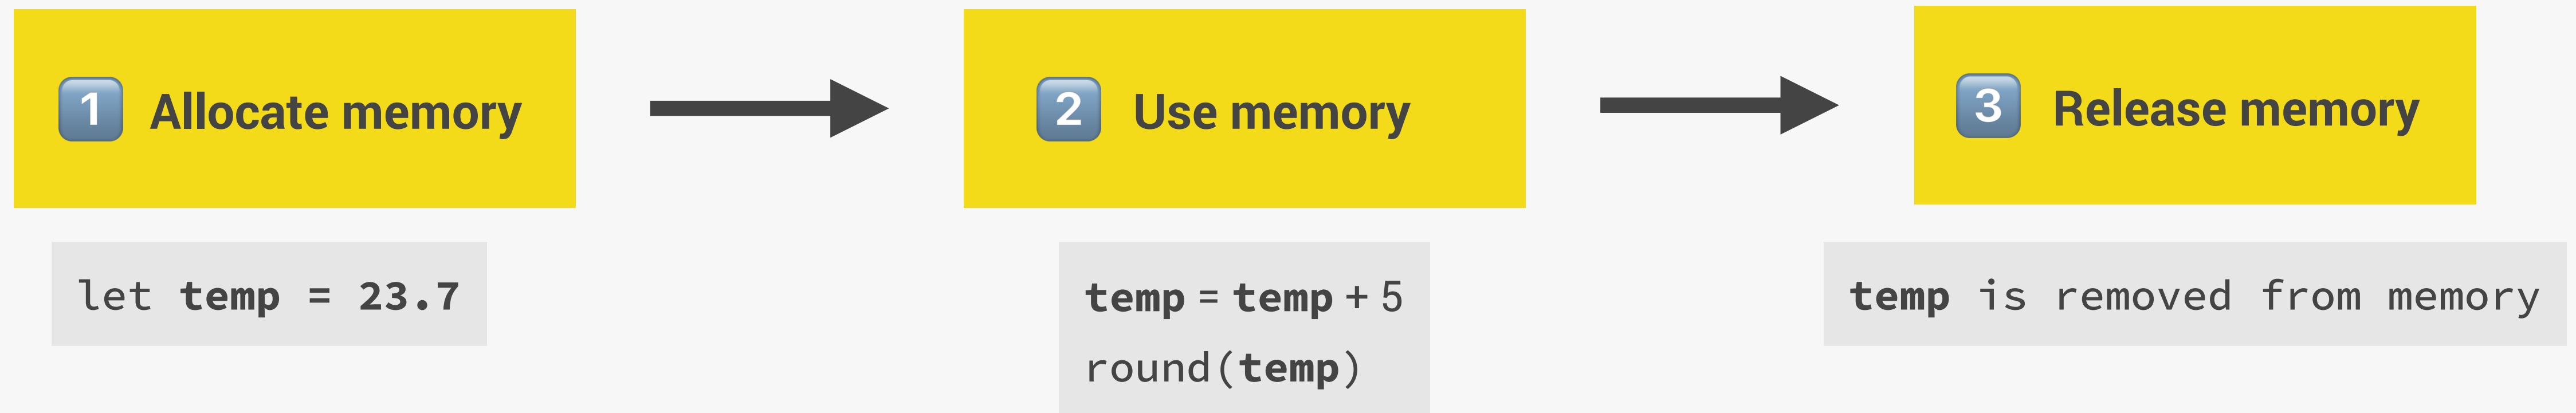 1 Allocate memory
let temp = 23.7
2 Use memory
temp = temp + 5
round(temp)
3 Release memory
temp is removed from memory